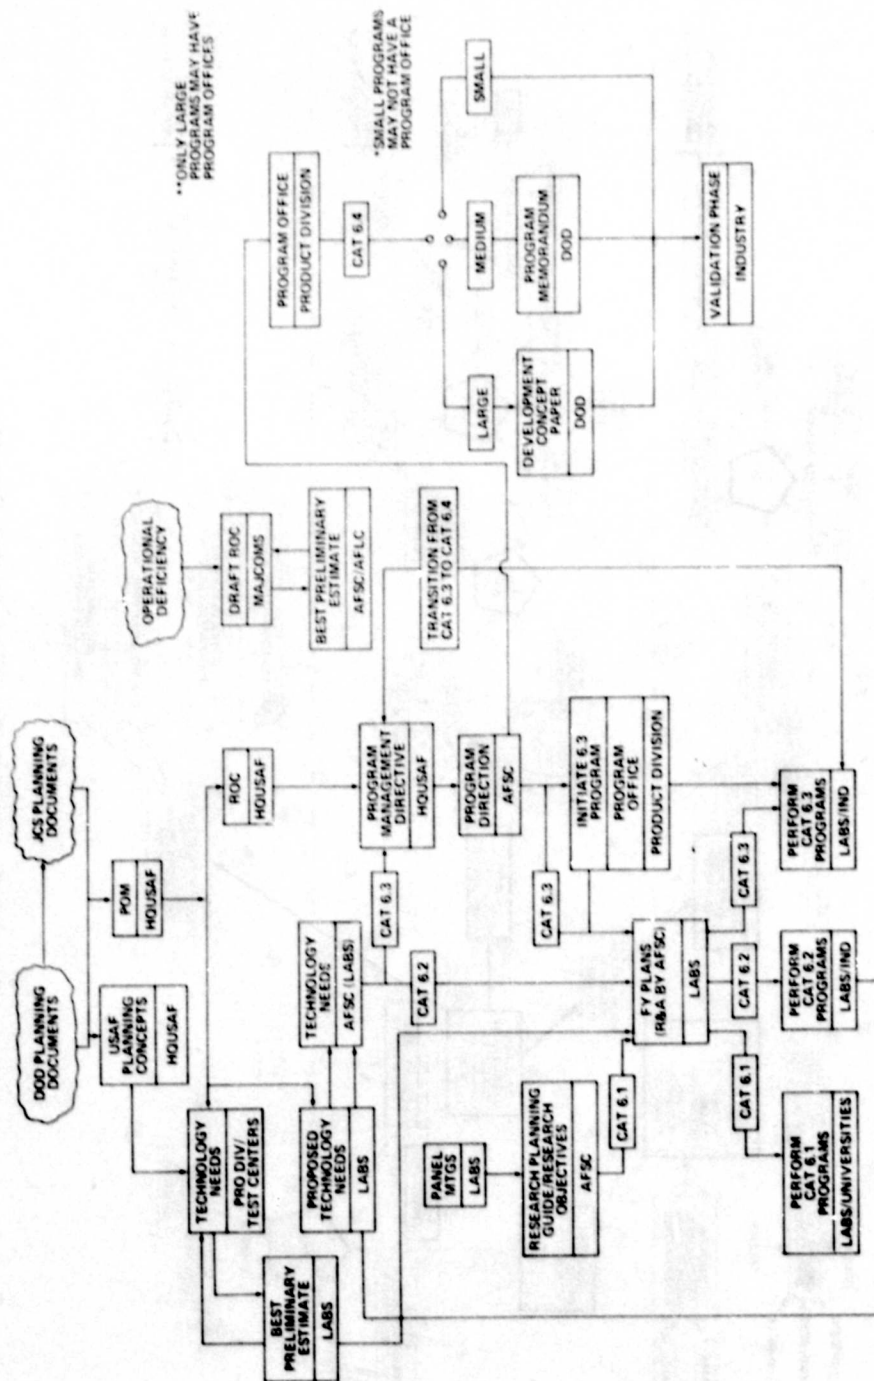 DOD PLANNING
DOCUMENTS
JCS PLANNING
DOCUMENTS
OPERATIONAL
DEFICIENCY
**ONLY LARGE
PROGRAMS MAY HAVE
PROGRAM OFFICES
USAF
PLANNING
CONCEPTS
HQUSAF
POM
HQUSAF
DRAFT ROC
MAJCOMS
TECHNOLOGY
NEEDS
PRO DIV/
TEST CENTERS
ROC
HQUSAF
BEST PRELIMINARY
ESTIMATE
AFSC/AFLC
PROGRAM OFFICE
PRODUCT DIVISION
BEST
PRELIMINARY
ESTIMATE
LABS
PROPOSED
TECHNOLOGY
NEEDS
LABS
TECHNOLOGY
NEEDS
AFSC (LABS)
CAT 6.4
*SMALL PROGRAMS
MAY NOT HAVE A
PROGRAM OFFICE
CAT 6.3
PROGRAM
MANAGEMENT
DIRECTIVE
HQUSAF
TRANSITION FROM
CAT 6.3 TO CAT 6.4
CAT 6.2
PANEL
MTGS
LABS
PROGRAM
DIRECTION
AFSC
LARGE
MEDIUM
SMALL
RESEARCH PLANNING
GUIDE/RESEARCH
OBJECTIVES
AFSC
CAT 6.3
INITIATE 6.3
PROGRAM
PROGRAM
OFFICE
PRODUCT DIVISION
DEVELOPMENT
CONCEPT
PAPER
DOD
PROGRAM
MEMORANDUM
DOD
CAT 6.1
FY PLANS
(R&A BY AFSC)
LABS
CAT 6.1
CAT 6.2
CAT 6.3
VALIDATION PHASE
INDUSTRY
PERFORM
CAT 6.1
PROGRAMS
LABS/UNIVERSITIES
PERFORM
CAT 6.2
PROGRAMS
LABS/IND
PERFORM
CAT 6.3
PROGRAMS
LABS/IND